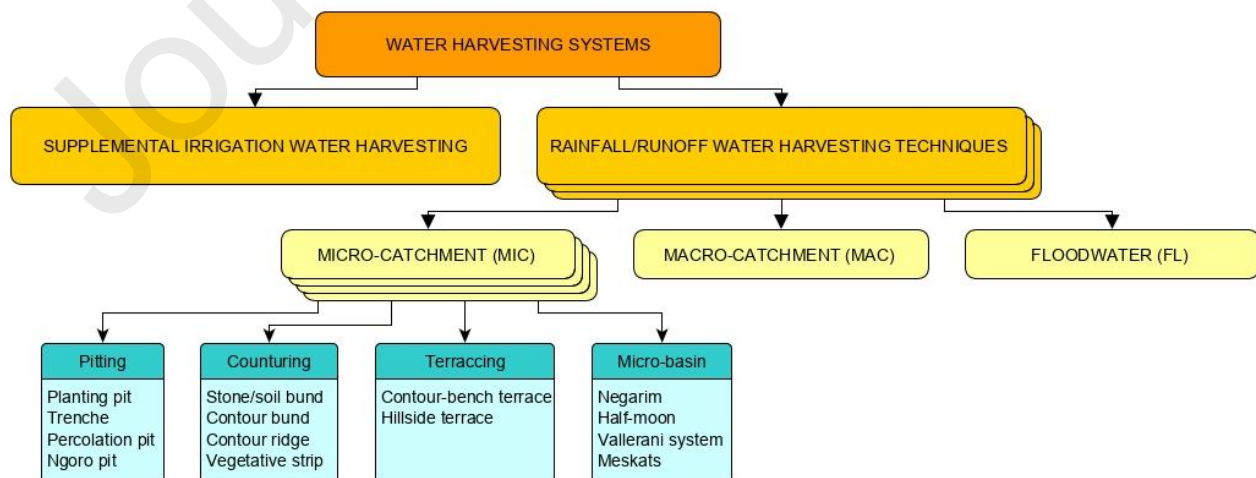 Jou
WATER HARVESTING SYSTEMS
SUPPLEMENTAL IRRIGATION WATER HARVESTING
RAINFALL/RUNOFF WATER HARVESTING TECHNIQUES
MICRO-CATCHMENT (MIC)
MACRO-CATCHMENT (MAC)
FLOODWATER (FL)
Pitting
Planting pit
Trenche
Percolation pit
Ngoro pit
Counturing
Stone/soil bund
Contour bund
Contour ridge
Vegetative strip
Terraccing
Contour-bench terrace
Hillside terrace
Micro-basin
Negarim
Half-moon
Vallerani system
Meskats